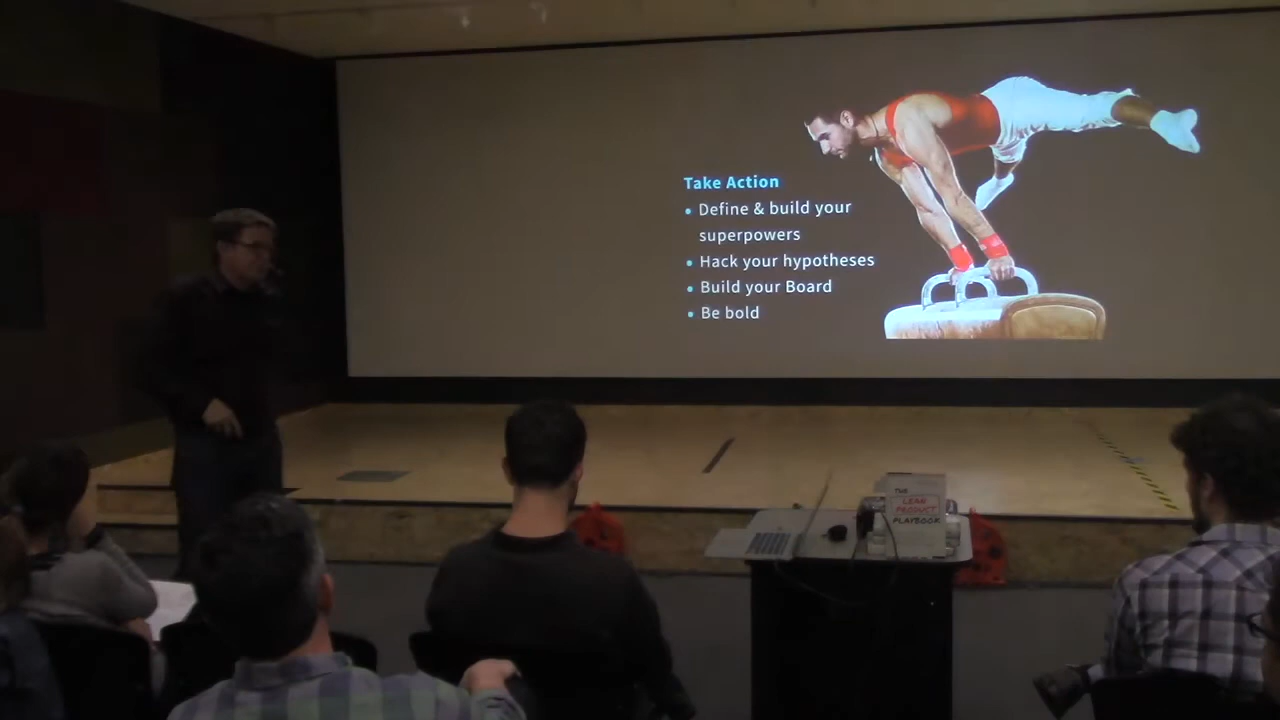 Take Action
• Define & build your
superpowers
• Hack your hypotheses
• Build your Board
• Be bold
THE
LEAN
PRODUCT
PLAYBOOK